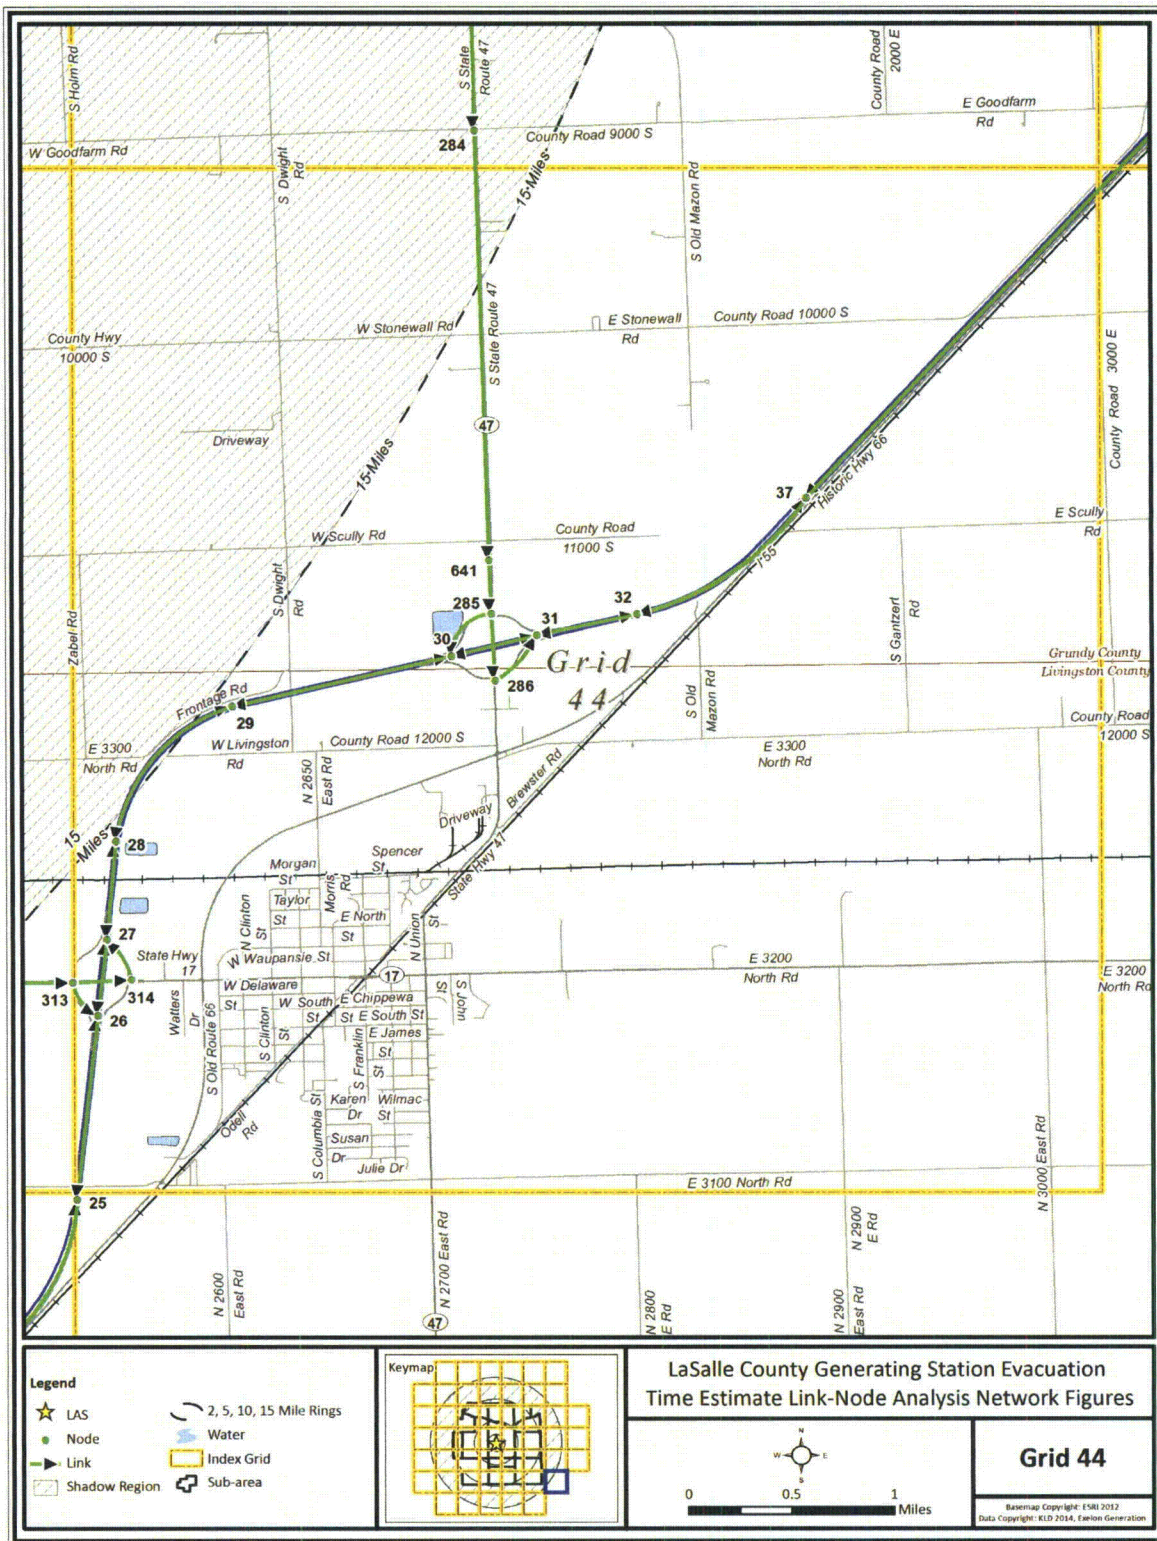 S Holm Rd
S State
Route 47
County Road
2000 E
E Goodfarm
Rd
County Road 9000 S
284
W Goodfarm Rd
S Dwight
Rd
15-Miles
S Old Mazon Rd
S State Route 47
W Stonewall Rd
E Stonewall
Rd
County Road 10000 S
County Hwy
10000 S
County Road 3000 E
47
Driveway
15-Miles
37
Historic Hwy 66
W Scully Rd
County Road
11000 S
E Scully
Rd
I 55
641
S Dwight
Rd
285
31
32
30
Zabel Rd
S Gantzert
Rd
Grid
44
Grundy County
Livingston County
286
Frontage Rd
29
S Old
Mazon Rd
County Road
12000 S
E 3300
North Rd
W Livingston
Rd
County Road 12000 S
E 3300
North Rd
N 2650
East Rd
Brewster Rd
Driveway
15
-Miles
28
Spencer
St
State Hwy 47
Morgan
St
Morris
Rd
Taylor
St
N Clinton
St
E North
St
N Union
St
27
State Hwy
17
W Waupansie St
17
E 3200
North Rd
E 3200
North Rd
313
314
W Delaware
St
26
Watters
Dr
S Old Route 66
W South
St
E Chippewa
St
E South St
S John
St
S Clinton
St
E James
St
S Franklin
St
Karen
Dr
Wilmac
St
Odell
Rd
S Columbia St
Susan
Dr
Julie Dr
E 3100 North Rd
N 3000 East Rd
25
N 2600
East Rd
N 2700 East Rd
N 2800
E Rd
N 2900
E Rd
N 2900
East Rd
47
Legend
LAS
Node
Link
Shadow Region
2, 5, 10, 15 Mile Rings
Water
Index Grid
Sub-area
Keymap
LaSalle County Generating Station Evacuation
Time Estimate Link-Node Analysis Network Figures
N
W
E
S
0
0.5
1
Miles
Grid 44
Basemap Copyright: ESRI 2012
Data Copyright: KLD 2014, Exelon Generation